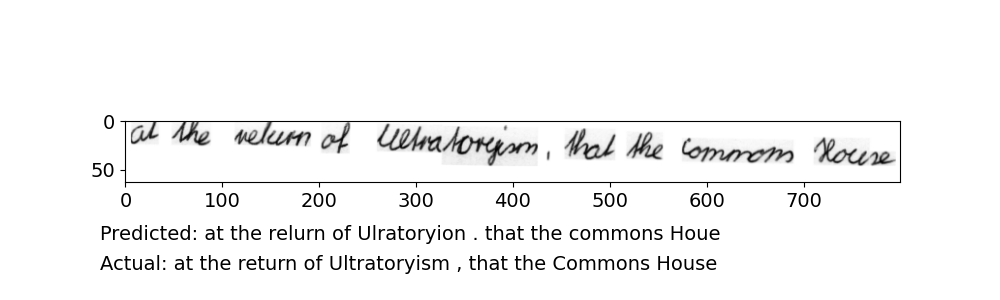 0
at the return of Ultratoryism, that the Commons House
50
0 100 200 300 400 500 600 700
Predicted: at the relurn of Ulratoryion . that the commons Houe
Actual: at the return of Ultratoryism , that the Commons House